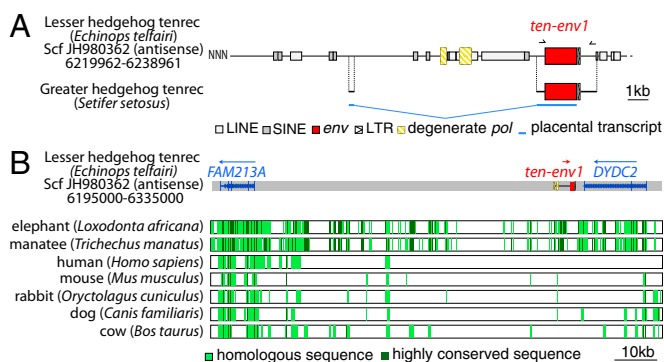 A
Lesser hedgehog tenrec
(Echinops telfairi)
Scf JH980362 (antisense)
6219962-6238961
NNN
ten-env1
Greater hedgehog tenrec
(Setifer setosus)
1kb
LINE SINE env LTR degenerate pol placental transcript
B
Lesser hedgehog tenrec
(Echinops telfairi)
Scf JH980362 (antisense)
6195000-6335000
FAM213A
ten-env1
DYDC2
elephant (Loxodonta africana)
manatee (Trichechus manatus)
human (Homo sapiens)
mouse (Mus musculus)
rabbit (Oryctolagus cuniculus)
dog (Canis familiaris)
cow (Bos taurus)
homologous sequence highly conserved sequence
10kb